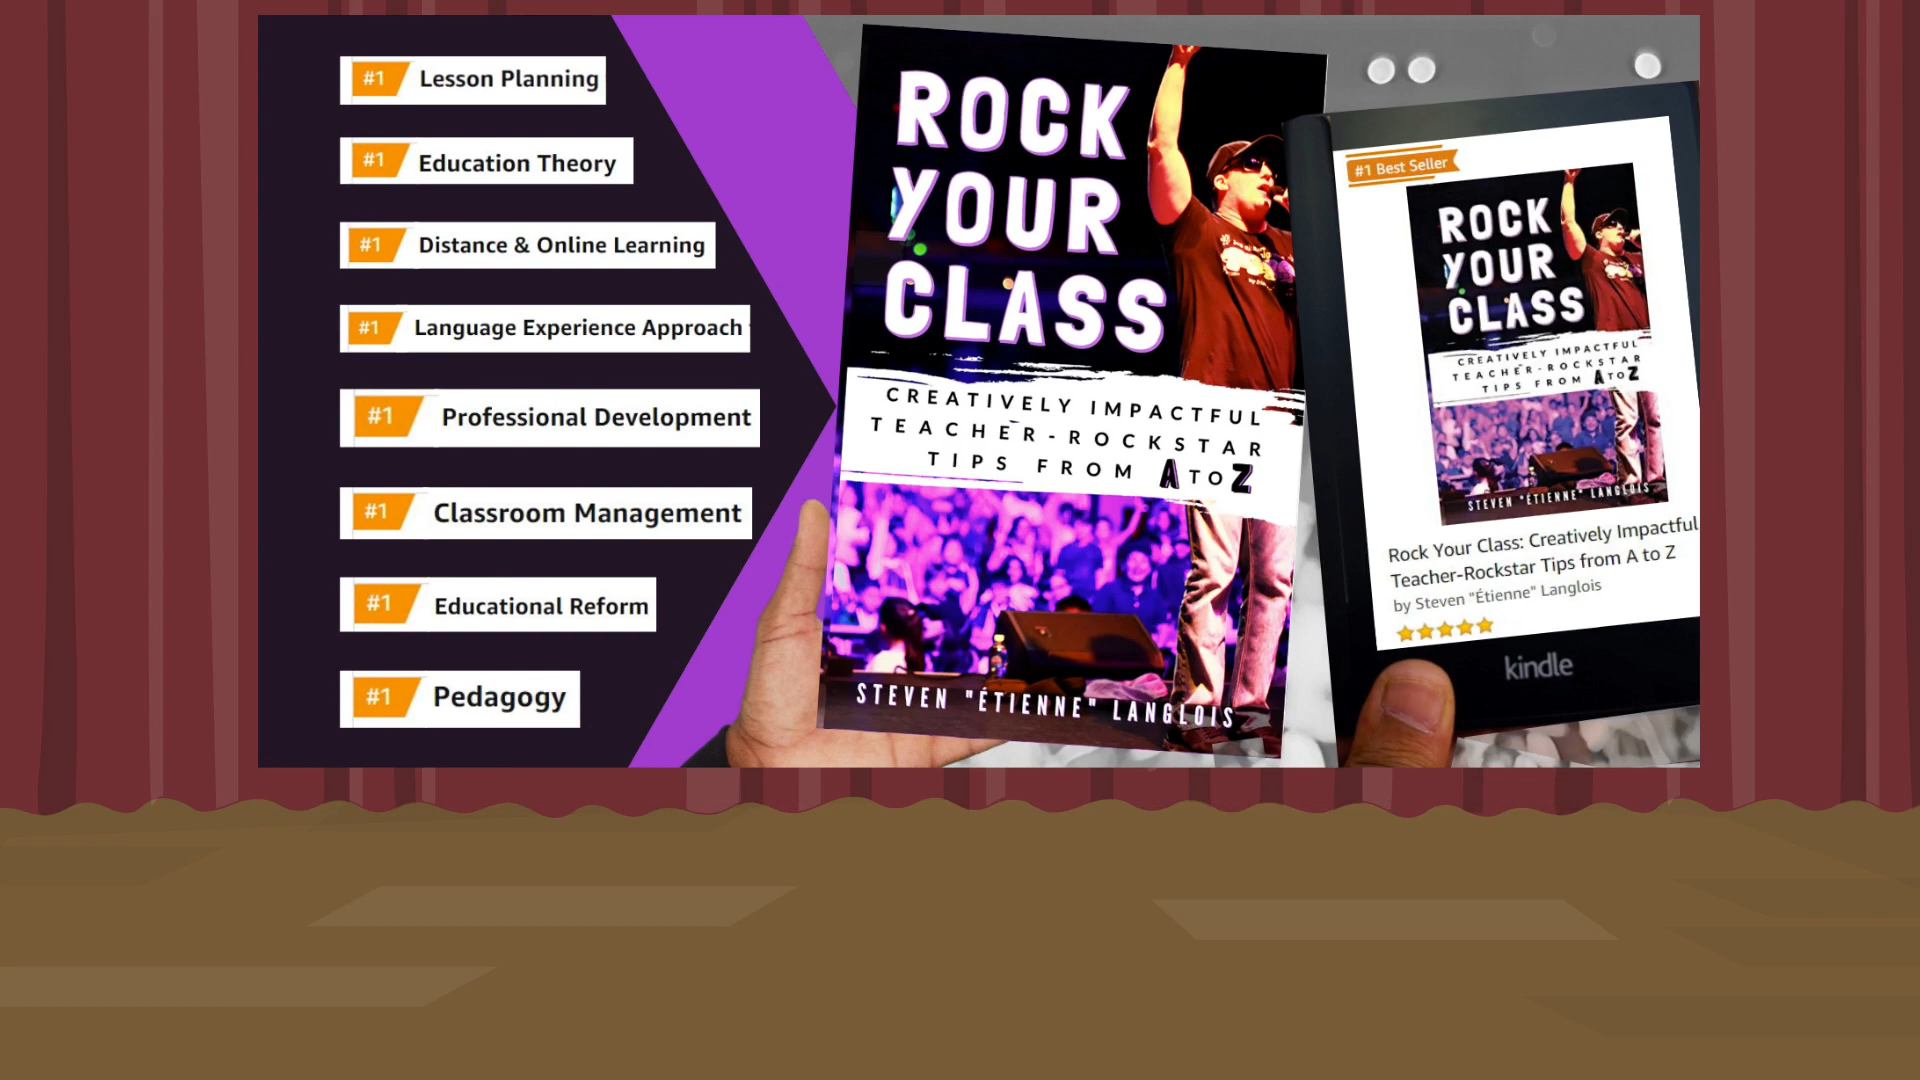 #1 Lesson Planning
#1 Education Theory
#1 Distance & Online Learning
#1 Language Experience Approach
#1 Professional Development
#1 Classroom Management
#1 Educational Reform
#1 Pedagogy
ROCK
YOUR
CLASS
CREATIVELY IMPACTFUL
TEACHER-ROCKSTAR
TIPS FROM A TO Z
STEVEN "ÉTIENNE" LANGLOIS
#1 Best Seller
ROCK
YOUR
CLASS
CREATIVELY IMPACTFUL
TEACHER-ROCKSTAR
TIPS FROM A TO Z
STEVEN "ÉTIENNE" LANGLOIS
Rock Your Class: Creatively Impactful
Teacher-Rockstar Tips from A to Z
by Steven "Étienne" Langlois
kindle